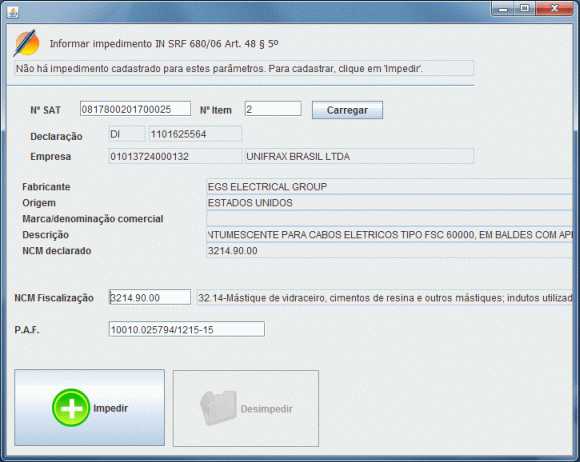 Informar impedimento IN SRF 680/06 Art. 48 § 5º
Não há impedimento cadastrado para estes parâmetros. Para cadastrar, clique em 'Impedir'.
Nº SAT 0817800201700025 Nº Item 2 Carregar
Declaração DI 1101625564
Empresa 01013724000132 UNIFRAX BRASIL LTDA
Fabricante EGS ELECTRICAL GROUP
Origem ESTADOS UNIDOS
Marca/denominação comercial
Descrição NTUMESCENTE PARA CABOS ELETRICOS TIPO FSC 60000, EM BALDES COM
NCM declarado 3214.90.00
NCM Fiscalização 3214.90.00 32.14-Mástique de vidraceiro, cimentos de resina e outros mástiques; indutos utilizad
P.A.F. 10010.025794/1215-15
Impedir Desimpedir